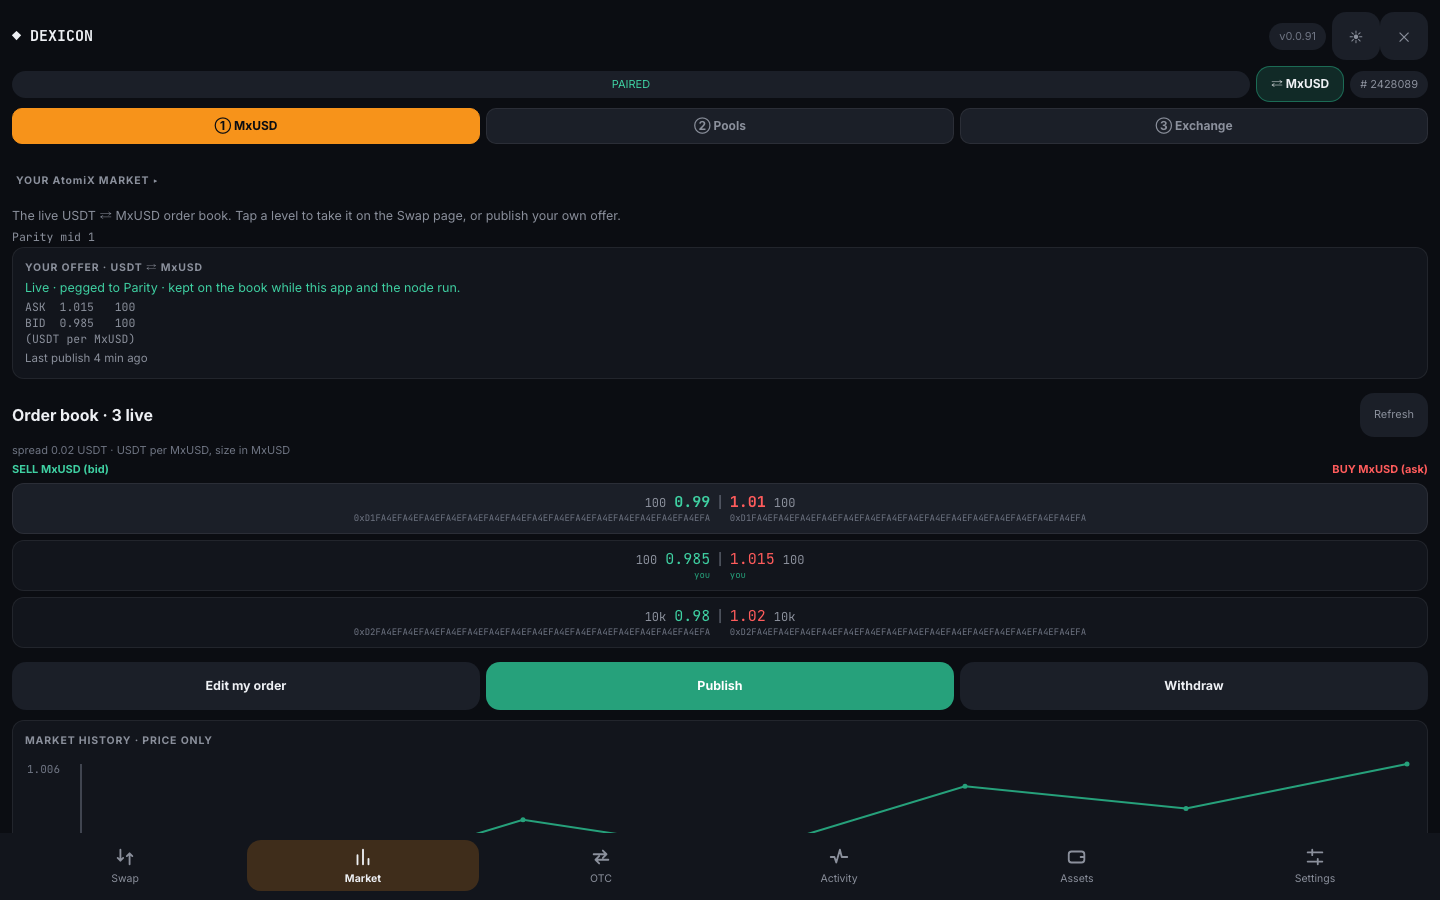 ◆ DEXICON
v0.0.91
PAIRED
⇄ MxUSD
# 2428089
① MxUSD
② Pools
③ Exchange
YOUR AtomiX MARKET ▸
The live USDT ⇄ MxUSD order book. Tap a level to take it on the Swap page, or publish your own offer.
Parity mid 1
YOUR OFFER · USDT ⇄ MxUSD
Live · pegged to Parity · kept on the book while this app and the node run.
ASK 1.015 100
BID 0.985 100
(USDT per MxUSD)
Last publish 4 min ago
Order book · 3 live
Refresh
spread 0.02 USDT · USDT per MxUSD, size in MxUSD
SELL MxUSD (bid)
BUY MxUSD (ask)
100 0.99 | 1.01 100
0xD1FA4EFA4EFA4EFA4EFA4EFA4EFA4EFA4EFA4EFA4EFA4EFA4EFA4EFA4EFA4EFA 0xD1FA4EFA4EFA4EFA4EFA4EFA4EFA4EFA4EFA4EFA4EFA4EFA4EFA4EFA4EFA4EFA
100 0.985 | 1.015 100
you you
10k 0.98 | 1.02 10k
0xD2FA4EFA4EFA4EFA4EFA4EFA4EFA4EFA4EFA4EFA4EFA4EFA4EFA4EFA4EFA4EFA 0xD2FA4EFA4EFA4EFA4EFA4EFA4EFA4EFA4EFA4EFA4EFA4EFA4EFA4EFA4EFA4EFA
Edit my order
Publish
Withdraw
MARKET HISTORY · PRICE ONLY
1.006
Swap
Market
OTC
Activity
Assets
Settings